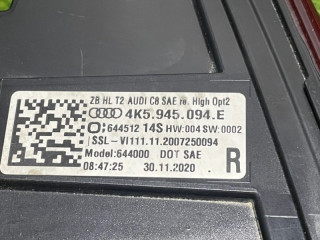 ZB HL T2 AUDI C8 SAE re. High Opt2
4K5.945.094.E
O: 644512 14S HW:004 SW:0002
SSL-VI111.11.2007250094
Model:644000 DOT SAE
08:47:25 30.11.2020 R